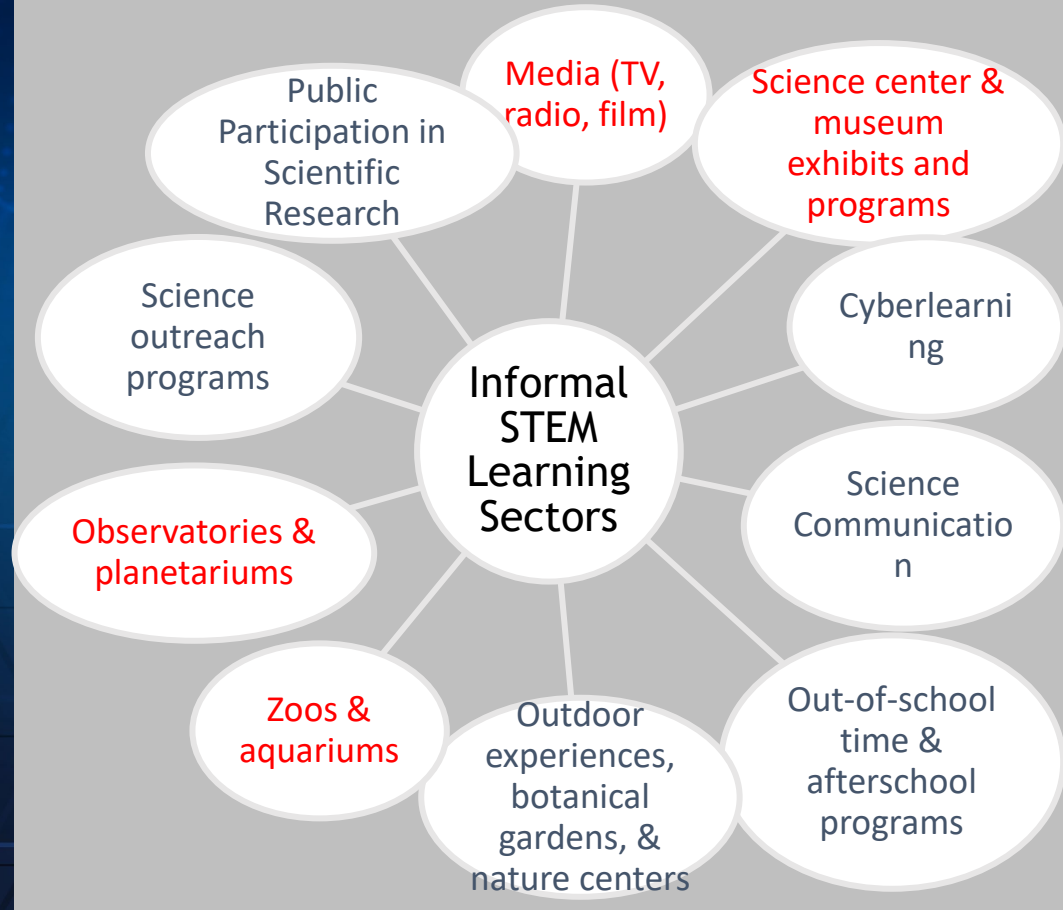 Media (TV,
radio, film)
Science center &
museum
exhibits and
programs
Cyberlearni
ng
Science
Communicatio
n
Out-of-school
time &
afterschool
programs
Outdoor
experiences,
botanical
gardens, &
nature centers
Zoos &
aquariums
Observatories &
planetariums
Science
outreach
programs
Public
Participation in
Scientific
Research
Informal
STEM
Learning
Sectors